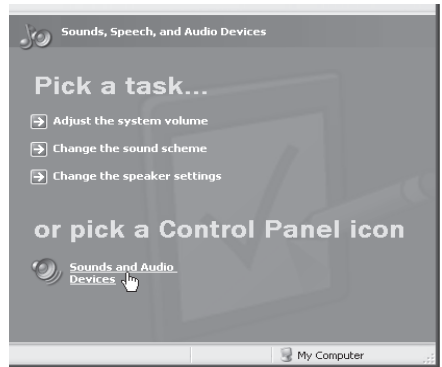 Sounds, Speech, and Audio Devices
Pick a task...
Adjust the system volume
Change the sound scheme
Change the speaker settings
or pick a Control Panel icon
Sounds and Audio
Devices
My Computer